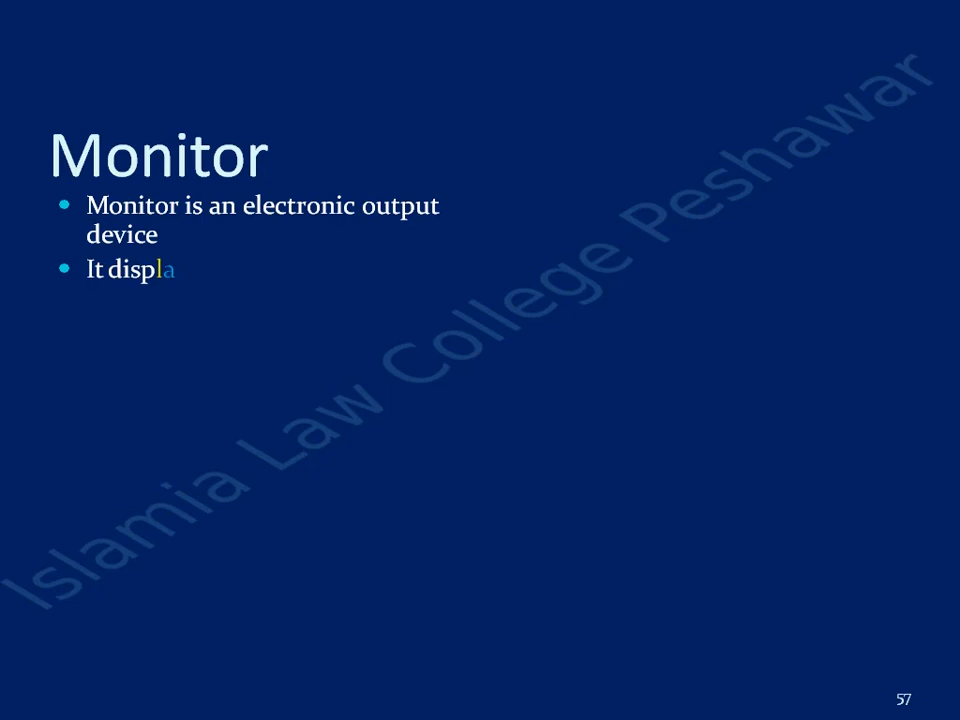 Monitor
• Monitor is an electronic output
device
• It displa
Islamia Law College Peshawar
57